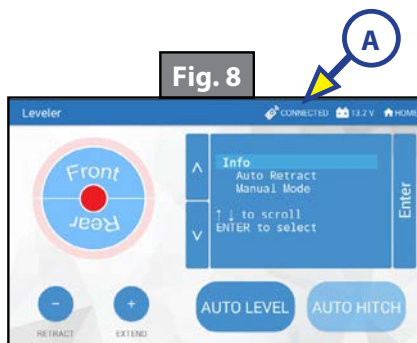 A
Fig. 8
Leveler
CONNECTED 13.2 V HOME
Front
Rear
Info
Auto Retract
Manual Mode
↑ ↓ to scroll
ENTER to select
Enter
- +
RETRACT EXTEND
AUTO LEVEL AUTO HITCH